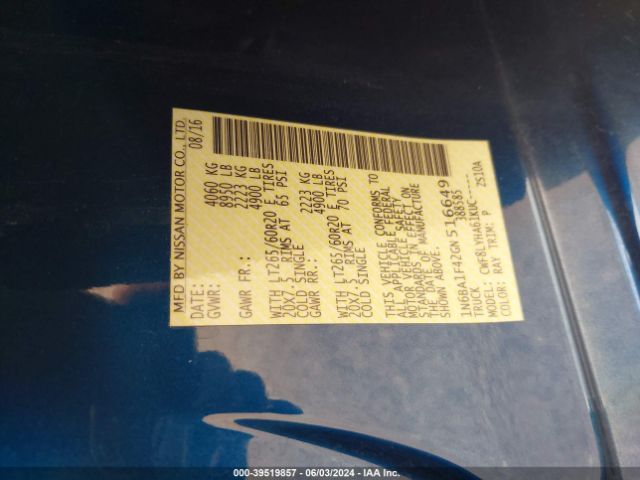 MFD BY NISSAN MOTOR CO., LTD.
DATE: 08/16
GVWR: 4060 KG
8950 LB
GAWR FR.: 2223 KG
4900 LB
WITH LT265/60R20 E TIRES
20X7.5 RIMS AT 65 PSI
COLD SINGLE
GAWR RR.: 2223 KG
4900 LB
WITH LT265/60R20 E TIRES
20X7.5 RIMS AT 70 PSI
COLD SINGLE
THIS VEHICLE CONFORMS TO
ALL APPLICABLE FEDERAL
MOTOR VEHICLE SAFETY
STANDARDS IN EFFECT ON
THE DATE OF MANUFACTURE
SHOWN ABOVE.
1N6BA1F42GN516649
TRUCK 388585
MODEL: CWF8LYHA61KUC-----
COLOR: RAY TRIM: P 2S10A
000-39519857 - 06/03/2024 - IAA Inc.